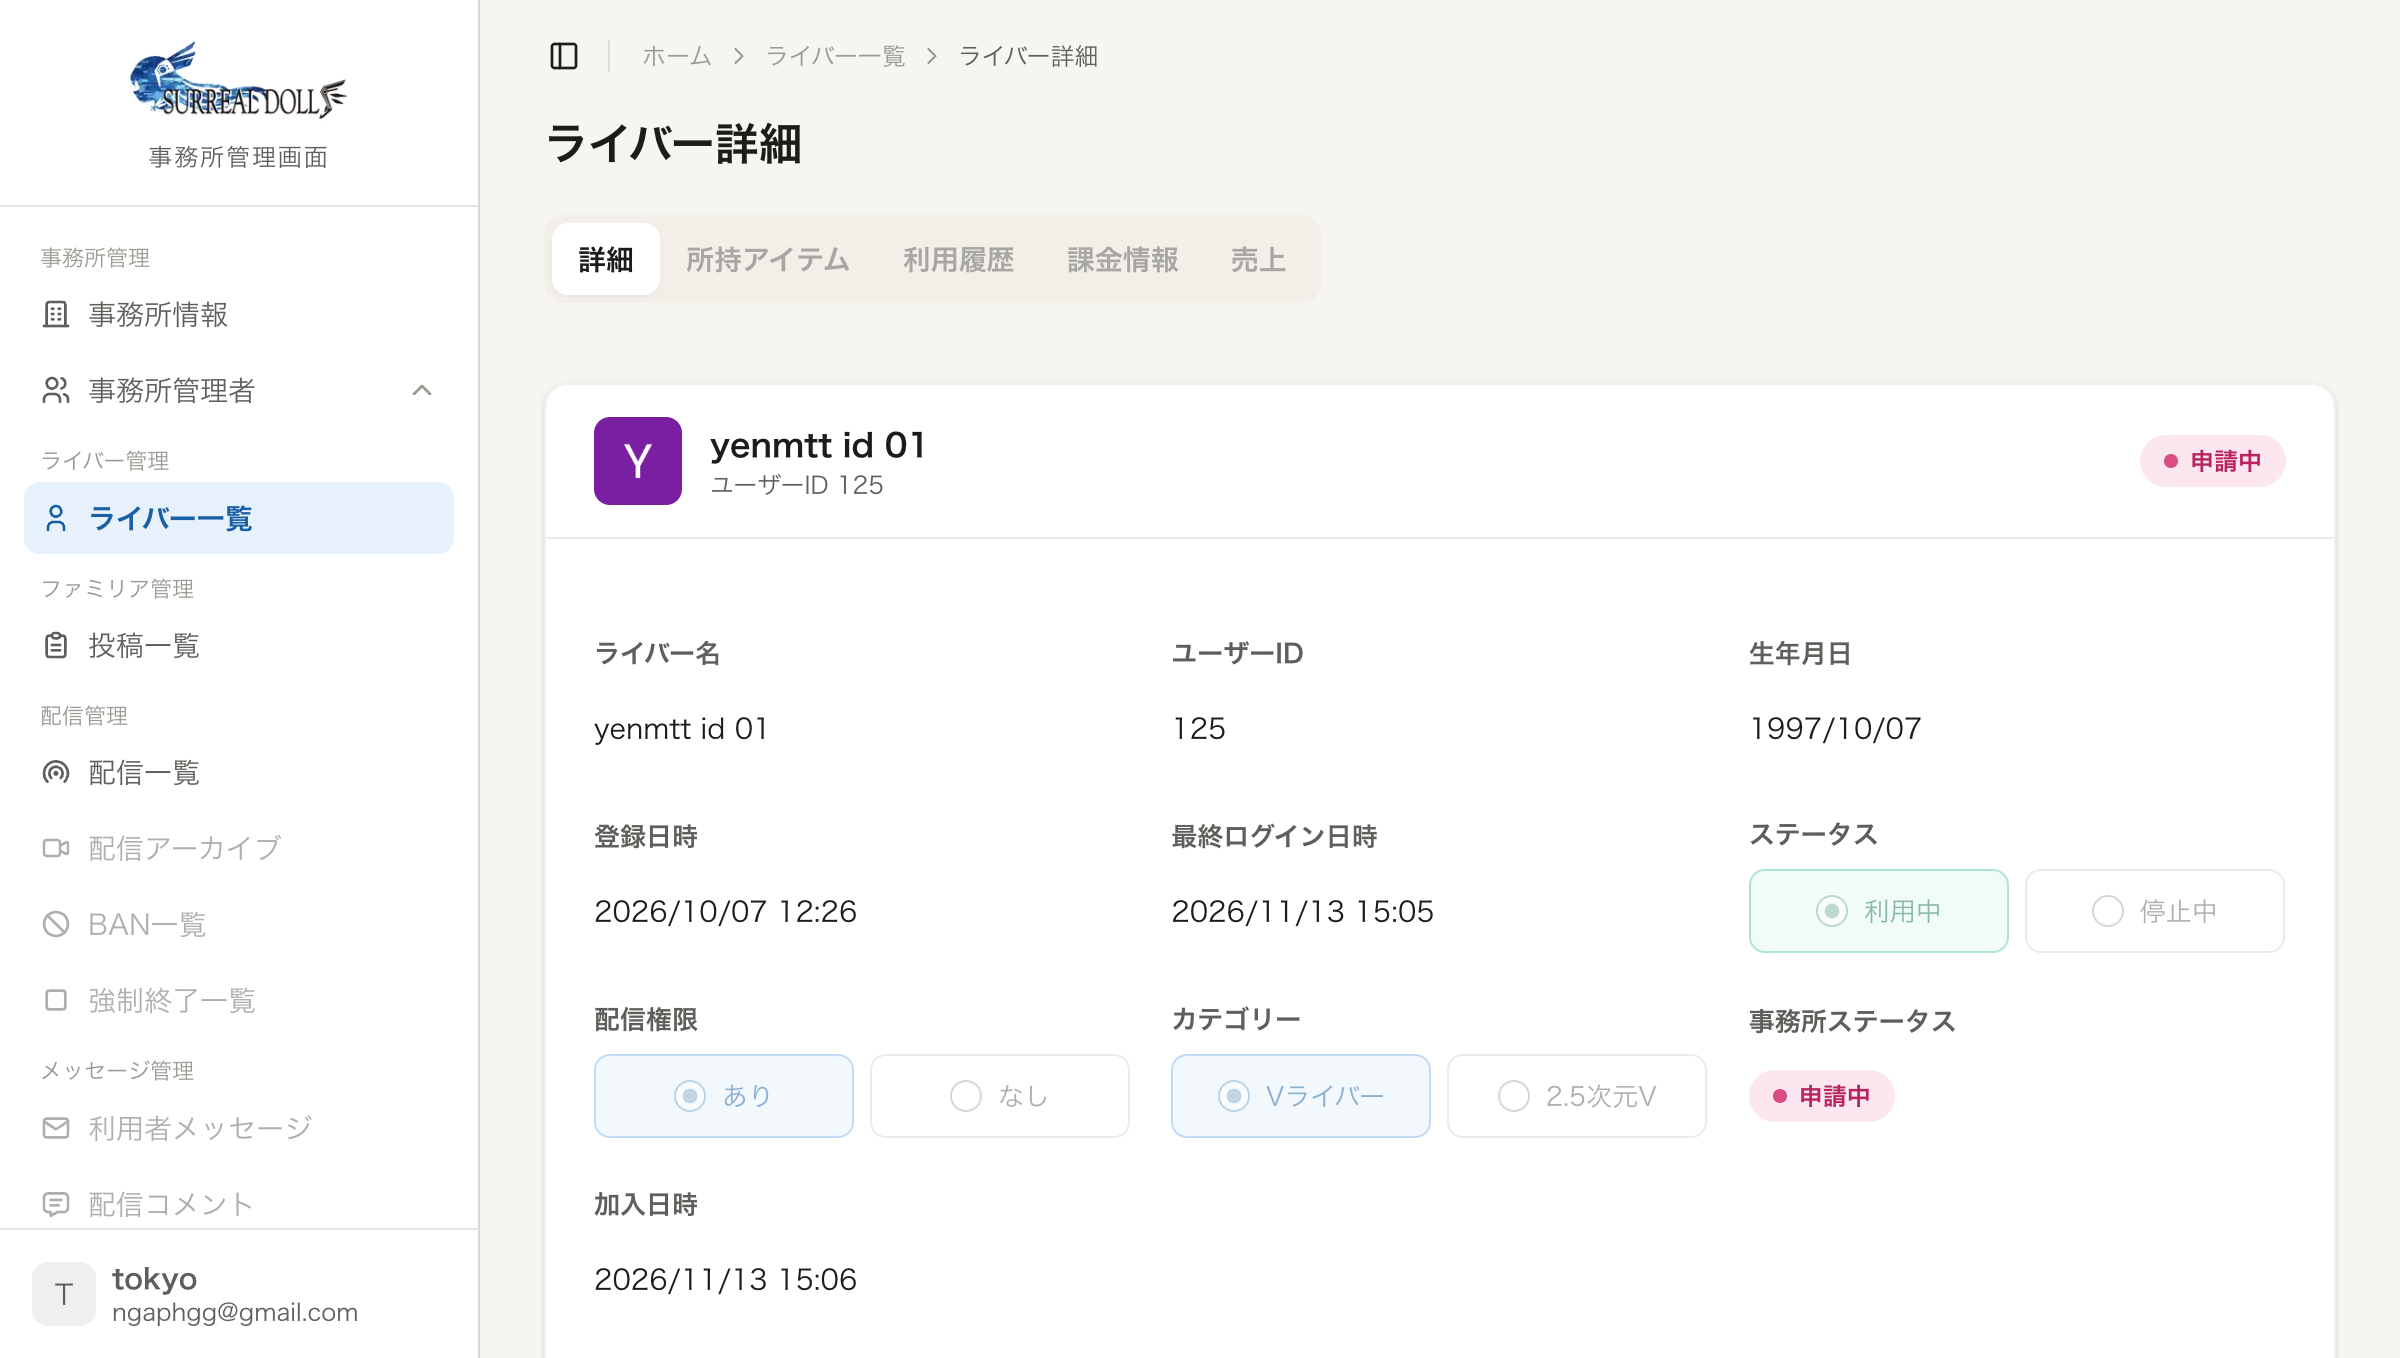 SURREAL DOLL
事務所管理画面
事務所管理
事務所情報
事務所管理者
ライバー管理
ライバー一覧
ファミリア管理
投稿一覧
配信管理
配信一覧
配信アーカイブ
BAN一覧
強制終了一覧
メッセージ管理
利用者メッセージ
配信コメント
T
tokyo
ngaphgg@gmail.com
ホーム > ライバー一覧 > ライバー詳細
ライバー詳細
詳細 所持アイテム 利用履歴 課金情報 売上
Y
yenmtt id 01
ユーザーID 125
申請中
ライバー名 ユーザーID 生年月日
yenmtt id 01 125 1997/10/07
登録日時 最終ログイン日時 ステータス
2026/10/07 12:26 2026/11/13 15:05 利用中 停止中
配信権限 カテゴリー 事務所ステータス
あり なし Vライバー 2.5次元V 申請中
加入日時
2026/11/13 15:06